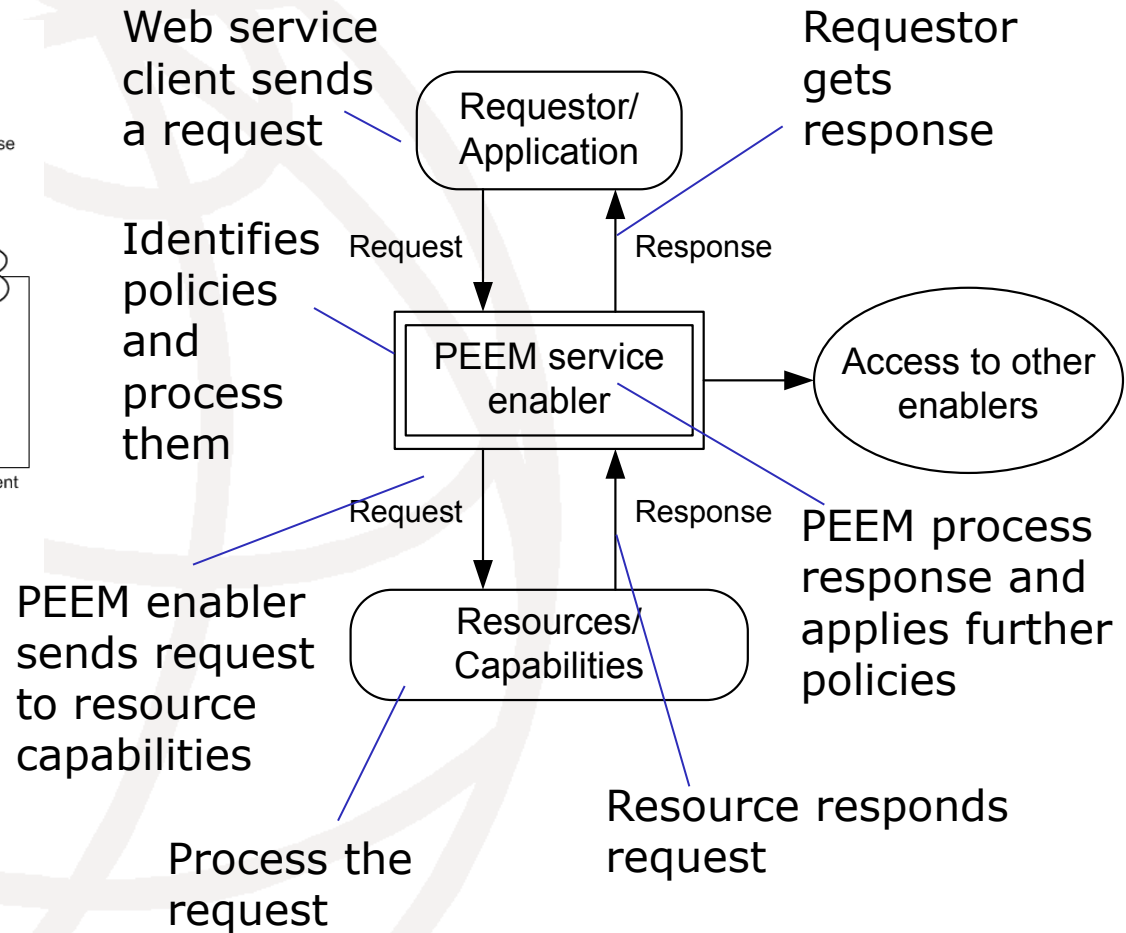 Web service
client sends
a request
Requestor/
Application
Requestor
gets
response
se
Identifies
policies
and
process
them
Request
Response
PEEM service
enabler
Access to other
enablers
ent
Request
Response
PEEM process
response and
applies further
policies
PEEM enabler
sends request
to resource
capabilities
Resources/
Capabilities
Resource responds
request
Process the
request